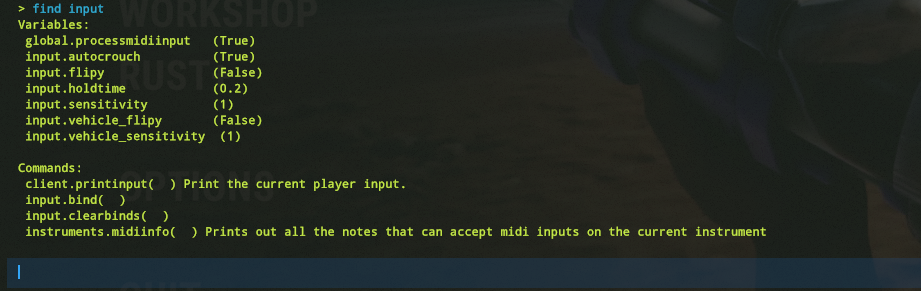 WORKSHOP
> find input
Variables:
global.processmidiinput (True)
input.autocrouch (True)
input.flipy (False)
RUST
input.holdtime (0.2)
input.sensitivity (1)
input.vehicle_flipy (False)
input.vehicle_sensitivity (1)
Commands:
client.printinput( ) Print the current player input.
OPTIONS
input.bind( )
input.clearbinds( )
instruments.midiinfo( ) Prints out all the notes that can accept midi inputs on the current instrument
QUIT